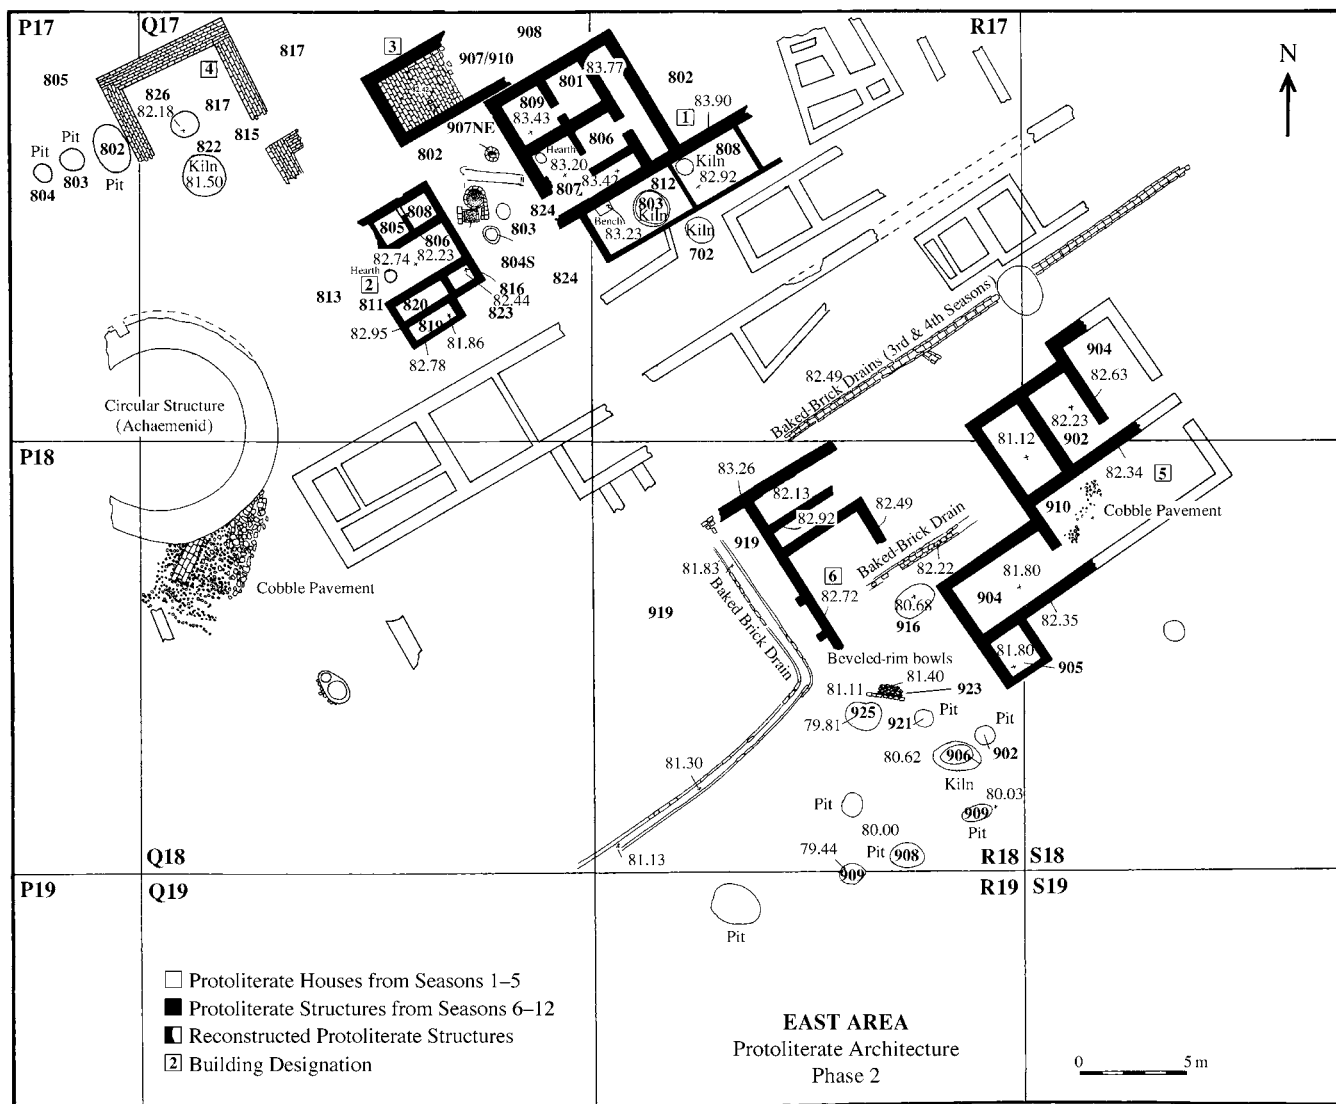 P17
Q17
R17
N
817
3
908
907/910
805
4
801
83.77
802
826
82.18
817
809
83.43
1
83.90
815
806
907NE
Pit
802
822
Kiln
81.50
802
Hearth
83.20
Kiln
808
82.92
Pit
804
803
Pit
807
83.42
812
803
Kiln
808
824
Bench
83.23
Kiln
702
805
806
803
82.74
82.23
804S
Hearth
2
824
813
811
820
816
82.44
823
82.95
819
81.86
82.78
Baked-Brick Drains (3rd & 4th Seasons)
82.49
904
82.63
Circular Structure
(Achaemenid)
82.23
902
81.12
P18
83.26
82.34
5
82.13
82.49
910
82.92
Cobble Pavement
919
Baked-Brick Drain
82.22
81.83
6
81.80
Cobble Pavement
82.72
80.68
904
919
916
82.35
Baked Brick Drain
Beveled-rim bowls
81.80
905
81.40
81.11
923
925
Pit
79.81
921
Pit
902
80.62
906
81.30
Kiln
Pit
80.03
909
Pit
80.00
Pit
908
79.44
909
81.13
Q18
R18
S18
P19
Q19
R19
S19
Pit
Protoliterate Houses from Seasons 1–5
Protoliterate Structures from Seasons 6–12
Reconstructed Protoliterate Structures
2 Building Designation
EAST AREA
Protoliterate Architecture
Phase 2
0 5 m